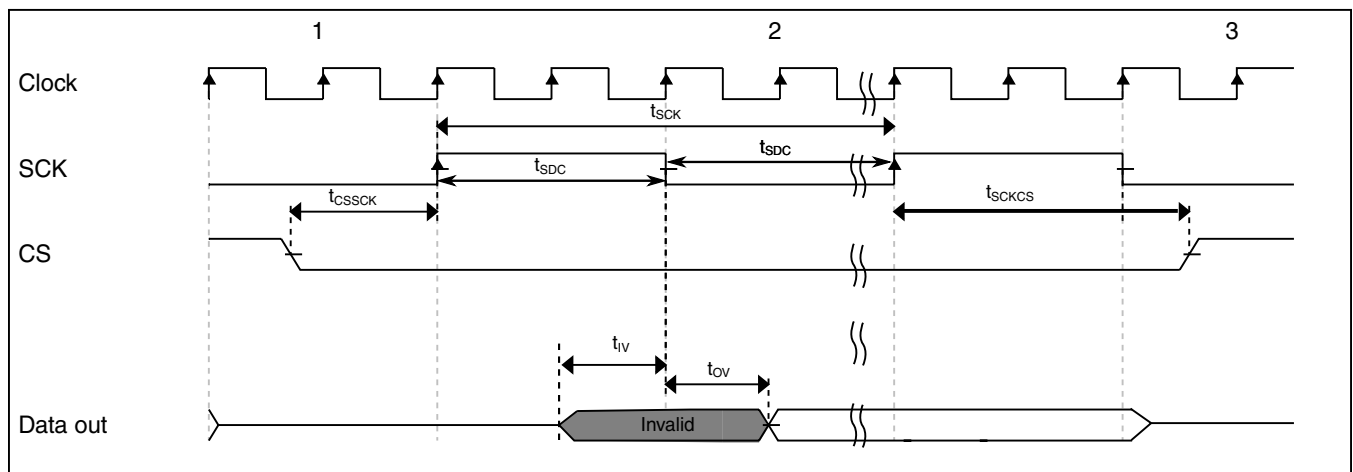 1 2 3
Clock
tSCK
SCK
tSDC tSDC
tCSSCK tSCKCS
CS
tIV
tOV
Data out Invalid